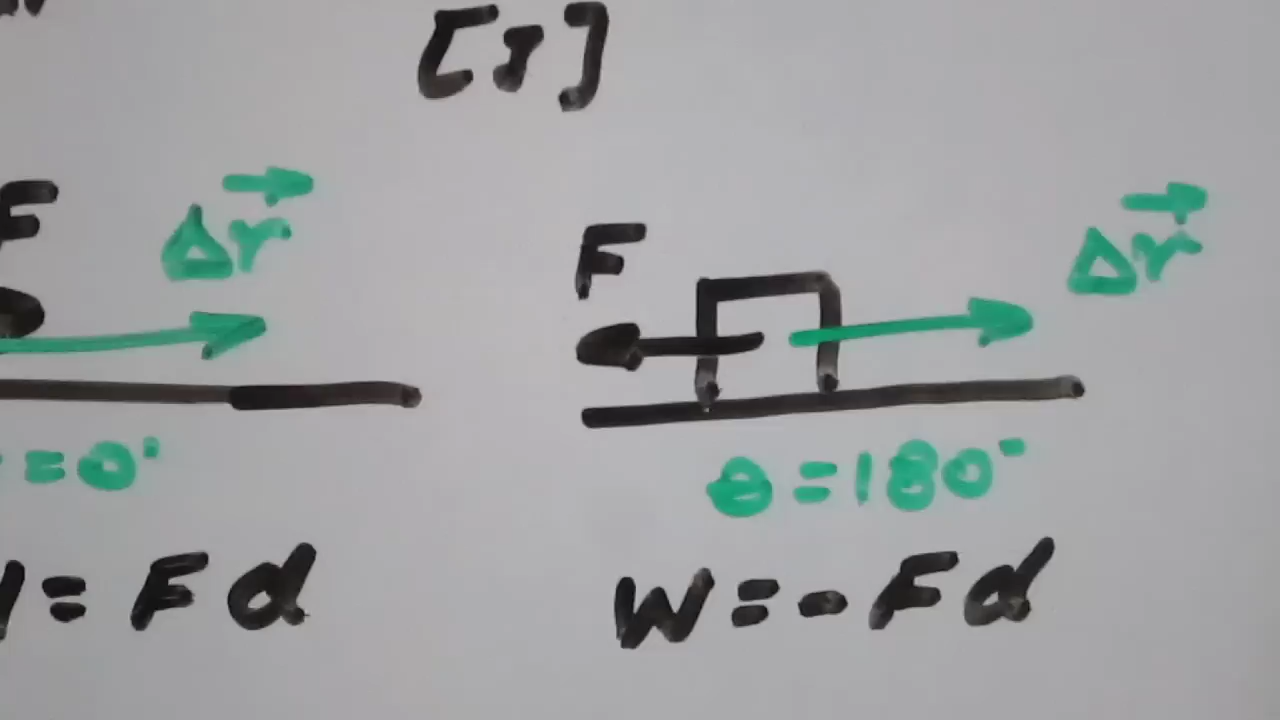 [J]
F Δr
F Δr
=0°
θ=180°
= Fd
W=-Fd